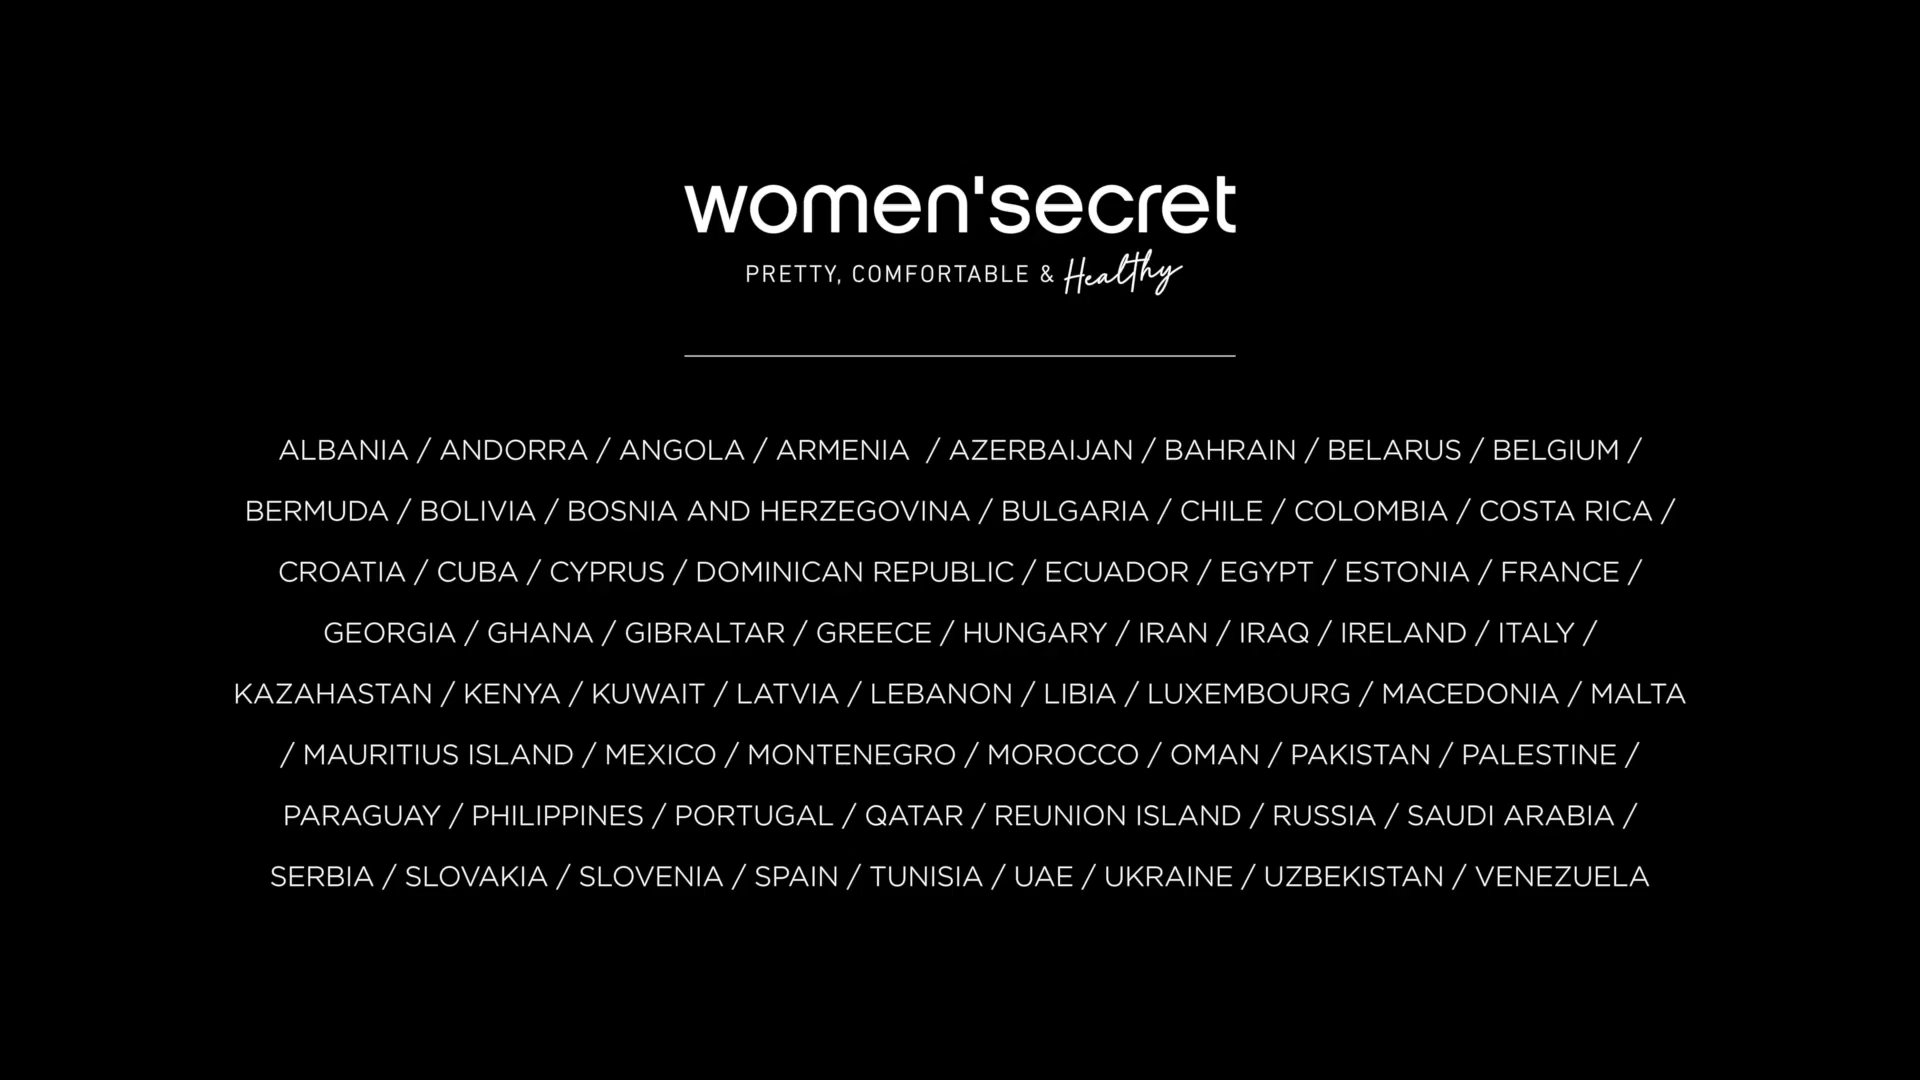 women'secret
PRETTY, COMFORTABLE & Healthy
ALBANIA / ANDORRA / ANGOLA / ARMENIA / AZERBAIJAN / BAHRAIN / BELARUS / BELGIUM /
BERMUDA / BOLIVIA / BOSNIA AND HERZEGOVINA / BULGARIA / CHILE / COLOMBIA / COSTA RICA /
CROATIA / CUBA / CYPRUS / DOMINICAN REPUBLIC / ECUADOR / EGYPT / ESTONIA / FRANCE /
GEORGIA / GHANA / GIBRALTAR / GREECE / HUNGARY / IRAN / IRAQ / IRELAND / ITALY /
KAZAHASTAN / KENYA / KUWAIT / LATVIA / LEBANON / LIBIA / LUXEMBOURG / MACEDONIA / MALTA
/ MAURITIUS ISLAND / MEXICO / MONTENEGRO / MOROCCO / OMAN / PAKISTAN / PALESTINE /
PARAGUAY / PHILIPPINES / PORTUGAL / QATAR / REUNION ISLAND / RUSSIA / SAUDI ARABIA /
SERBIA / SLOVAKIA / SLOVENIA / SPAIN / TUNISIA / UAE / UKRAINE / UZBEKISTAN / VENEZUELA